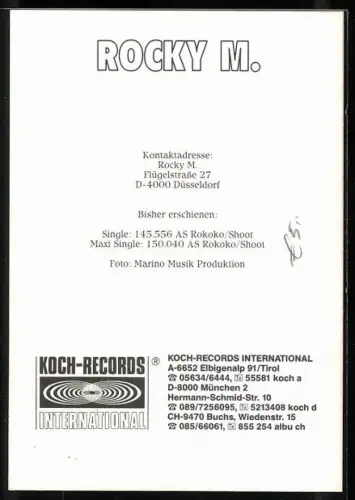 ROCKY M.
Kontaktadresse:
Rocky M.
Flügelstraße 27
D-4000 Düsseldorf
Bisher erschienen:
Single: 145.556 AS Rokoko/Shoot
Maxi Single: 150.040 AS Rokoko/Shoot
Foto: Marino Musik Produktion
KOCH-RECORDS ®
INTERNATIONAL
KOCH-RECORDS INTERNATIONAL
A-6652 Elbigenalp 91/Tirol
☎ 05634/6444, 55581 koch a
D-8000 München 2
Hermann-Schmid-Str. 10
☎ 089/7256095, 5213408 koch d
CH-9470 Buchs, Wiedenstr. 15
☎ 085/66061, 855 254 albu ch